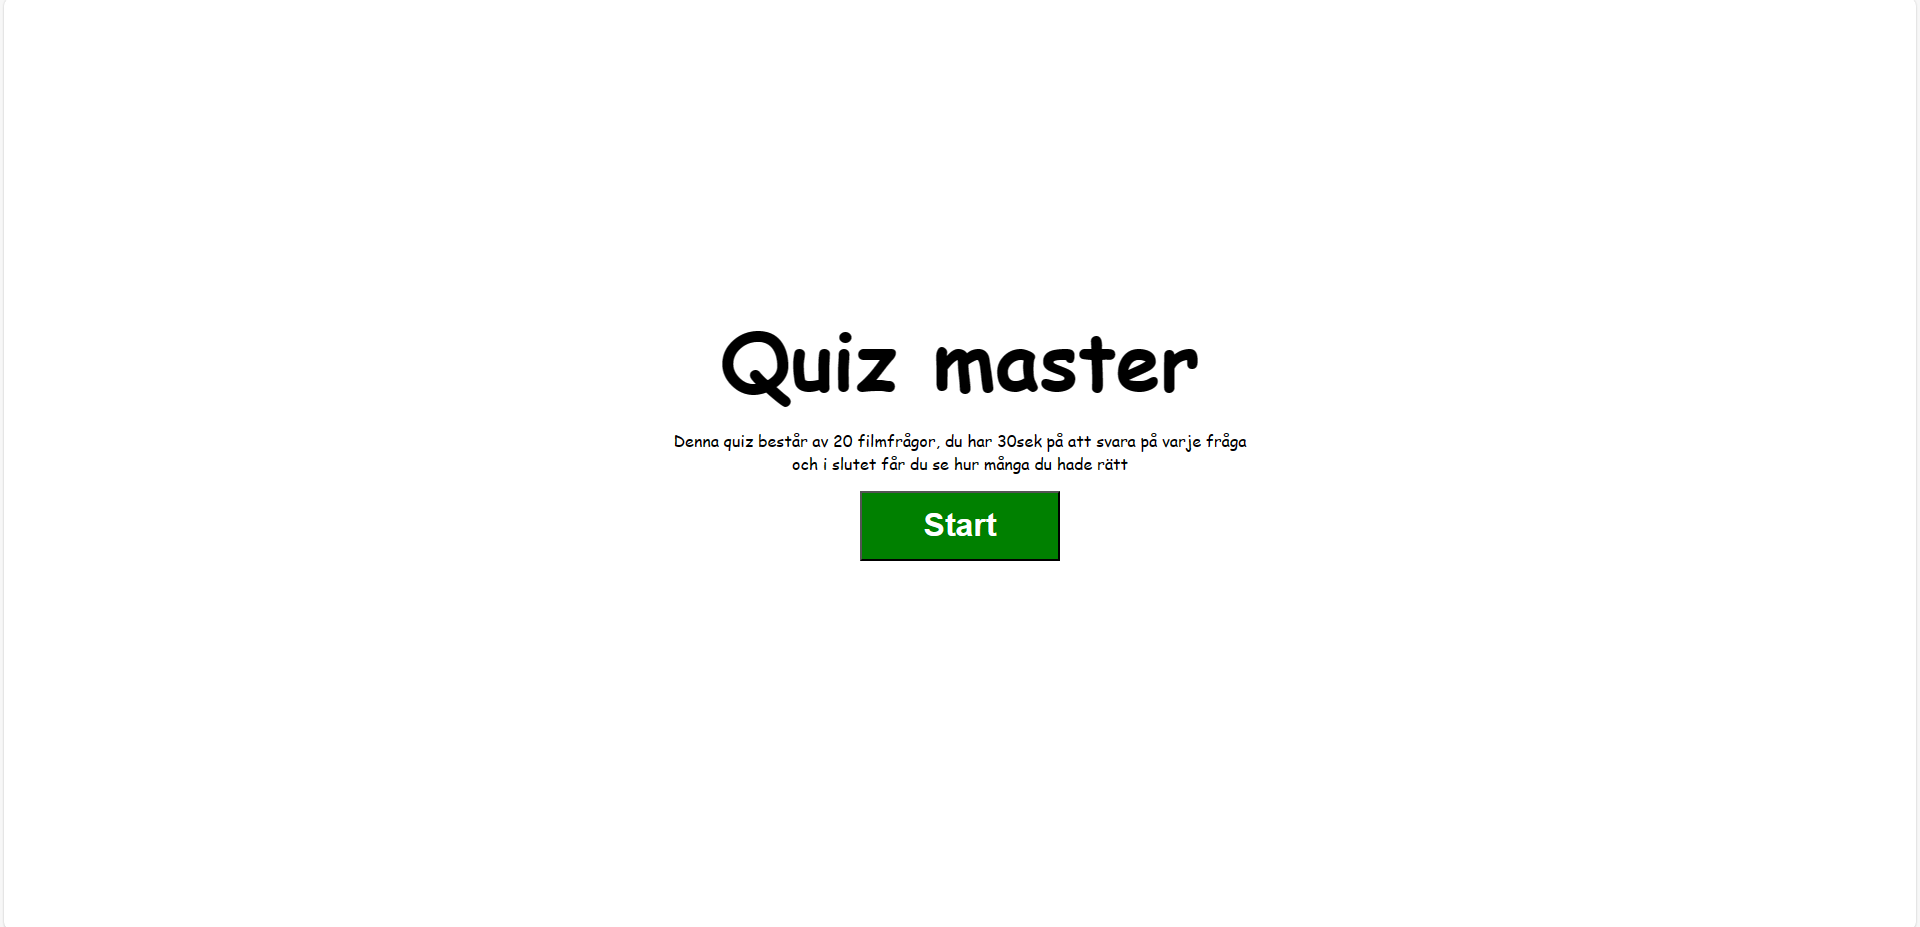 Quiz master
Denna quiz består av 20 filmfrågor, du har 30sek på att svara på varje fråga
och i slutet får du se hur många du hade rätt
Start